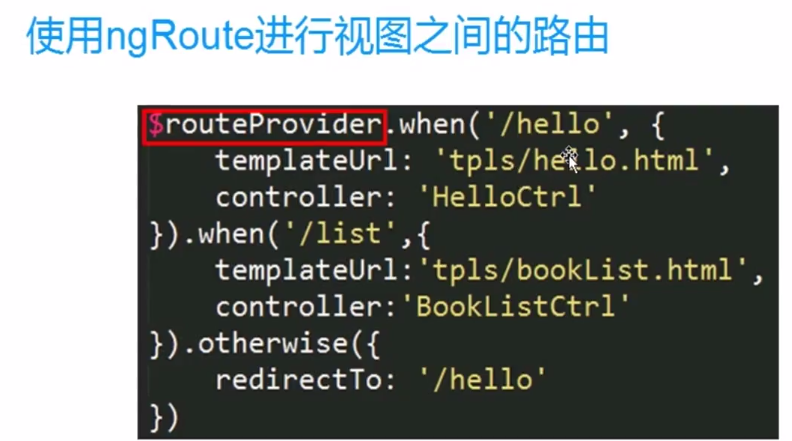 使用ngRoute进行视图之间的路由
$routeProvider.when('/hello', {
    templateUrl: 'tpls/hello.html',
    controller: 'HelloCtrl'
}).when('/list',{
    templateUrl:'tpls/bookList.html',
    controller:'BookListCtrl'
}).otherwise({
    redirectTo: '/hello'
})